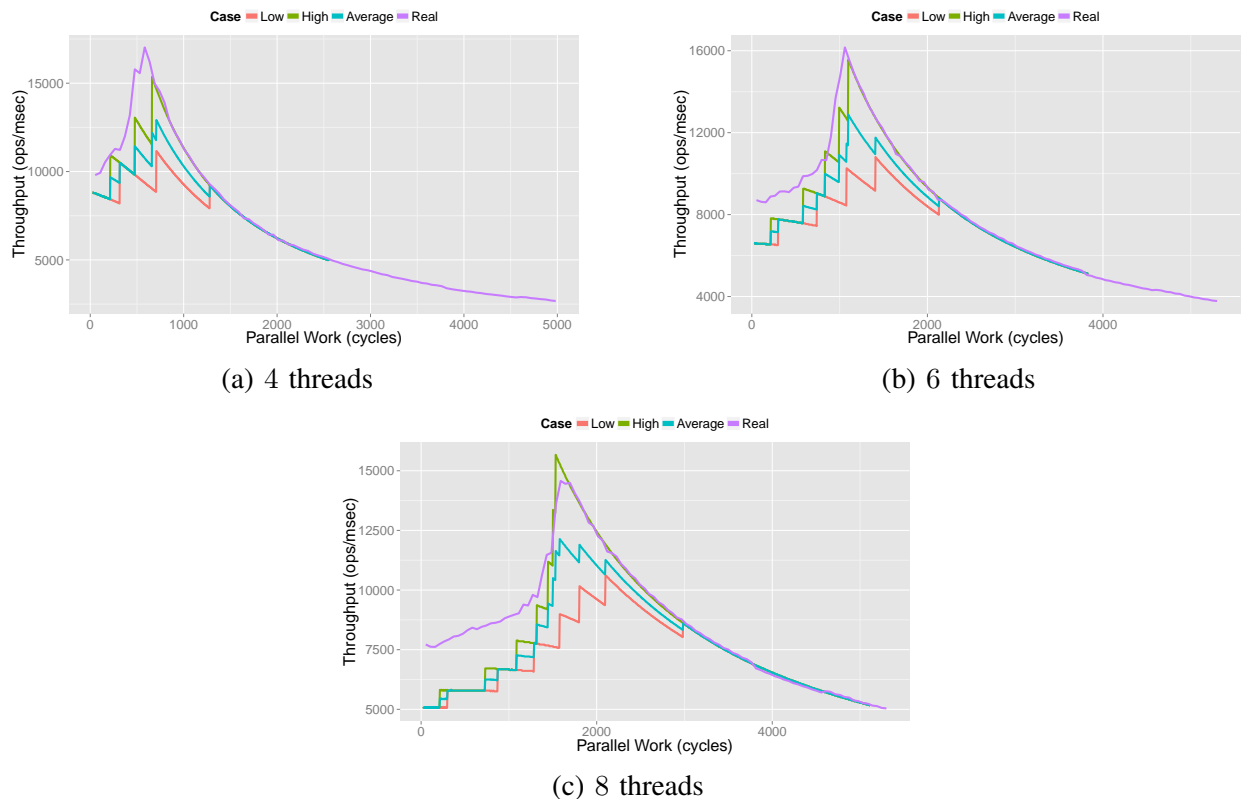 Case Low High Average Real
Throughput (ops/msec)
15000
10000
5000
0 1000 2000 3000 4000 5000
Parallel Work (cycles)
(a) 4 threads
Case Low High Average Real
Throughput (ops/msec)
16000
12000
8000
4000
0 2000 4000
Parallel Work (cycles)
(b) 6 threads
Case Low High Average Real
Throughput (ops/msec)
15000
12500
10000
7500
5000
0 2000 4000
Parallel Work (cycles)
(c) 8 threads